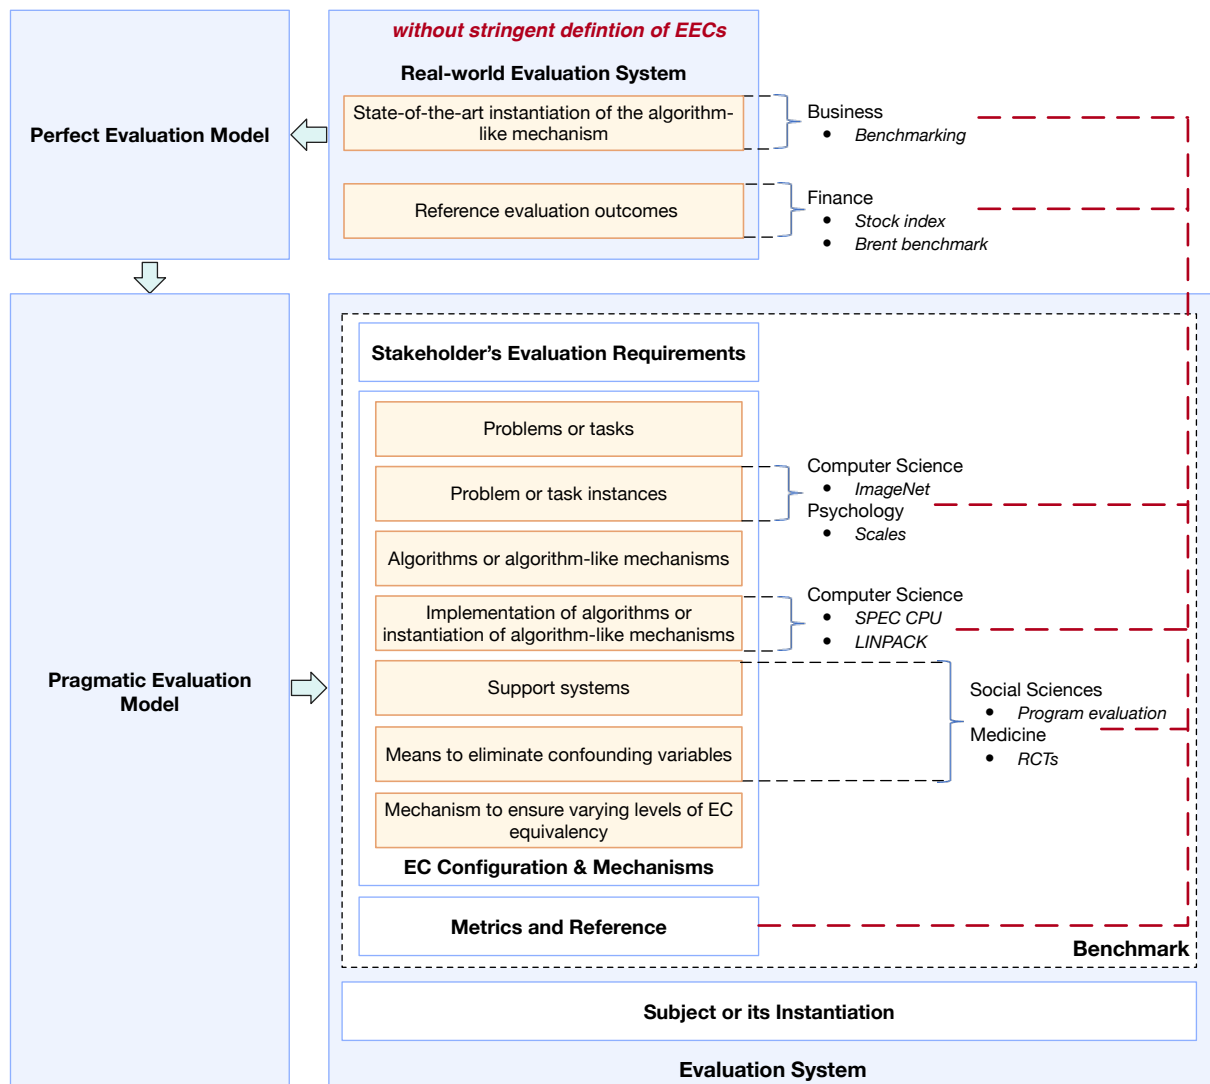 without stringent defintion of EECs
Real-world Evaluation System
State-of-the-art instantiation of the algorithm-
like mechanism
Reference evaluation outcomes
Perfect Evaluation Model
Business
• Benchmarking
Finance
• Stock index
• Brent benchmark
Pragmatic Evaluation
Model
Stakeholder’s Evaluation Requirements
Problems or tasks
Problem or task instances
Algorithms or algorithm-like mechanisms
Implementation of algorithms or
instantiation of algorithm-like mechanisms
Support systems
Means to eliminate confounding variables
Mechanism to ensure varying levels of EC
equivalency
EC Configuration & Mechanisms
Computer Science
• ImageNet
Psychology
• Scales
Computer Science
• SPEC CPU
• LINPACK
Social Sciences
• Program evaluation
Medicine
• RCTs
Metrics and Reference
Benchmark
Subject or its Instantiation
Evaluation System